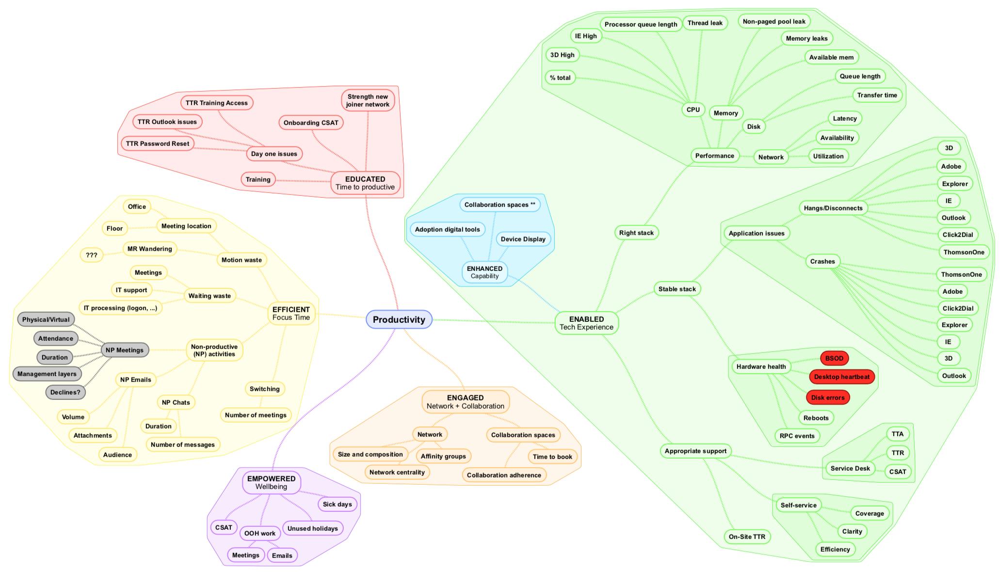 Productivity
EDUCATED
Time to productive
Strength new
joiner network
Onboarding CSAT
Day one issues
TTR Training Access
TTR Outlook issues
TTR Password Reset
Training
EFFICIENT
Focus Time
Motion waste
Meeting location
Office
Floor
MR Wandering
???
Waiting waste
Meetings
IT support
IT processing (logon, ...)
Non-productive
(NP) activities
NP Meetings
Physical/Virtual
Attendance
Duration
Management layers
Declines?
NP Emails
Volume
Attachments
Audience
NP Chats
Duration
Number of messages
Switching
Number of meetings
EMPOWERED
Wellbeing
CSAT
OOH work
Meetings
Emails
Unused holidays
Sick days
ENGAGED
Network + Collaboration
Network
Size and composition
Network centrality
Affinity groups
Collaboration spaces
Collaboration adherence
Time to book
ENABLED
Tech Experience
ENHANCED
Capability
Adoption digital tools
Collaboration spaces **
Device Display
Right stack
Performance
CPU
% total
3D High
IE High
Processor queue length
Thread leak
Memory
Non-paged pool leak
Memory leaks
Available mem
Disk
Queue length
Transfer time
Network
Latency
Availability
Utilization
Stable stack
Application issues
Hangs/Disconnects
3D
Adobe
Explorer
IE
Outlook
Click2Dial
ThomsonOne
Crashes
ThomsonOne
Adobe
Click2Dial
Explorer
IE
3D
Outlook
Hardware health
BSOD
Desktop heartbeat
Disk errors
Reboots
RPC events
Appropriate support
Service Desk
TTA
TTR
CSAT
Self-service
Coverage
Clarity
Efficiency
On-Site TTR